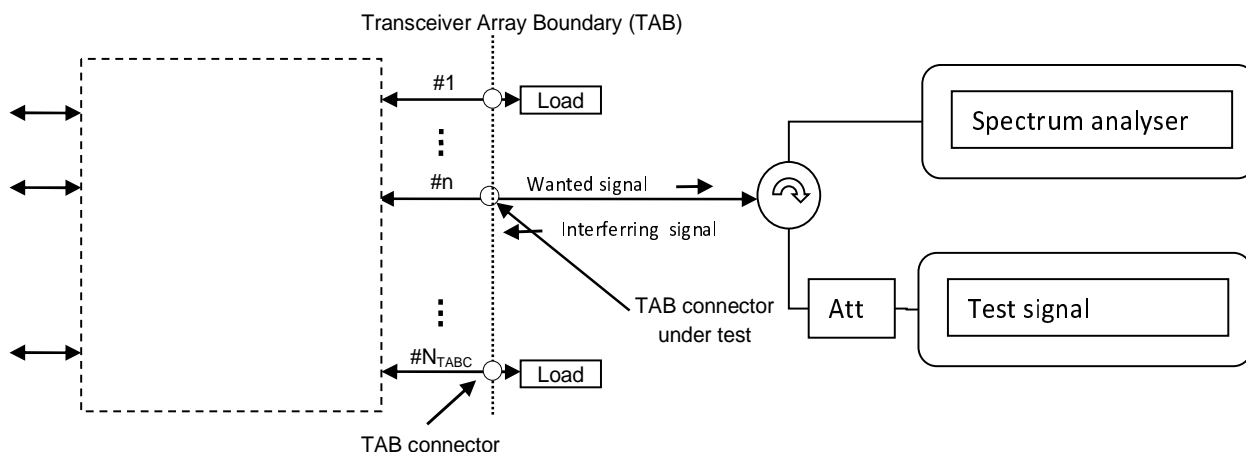 Transceiver Array Boundary (TAB)
#1
Load
Spectrum analyser
#n
Wanted signal
Interferring signal
TAB connector
under test
Att
Test signal
#NTABC
Load
TAB connector